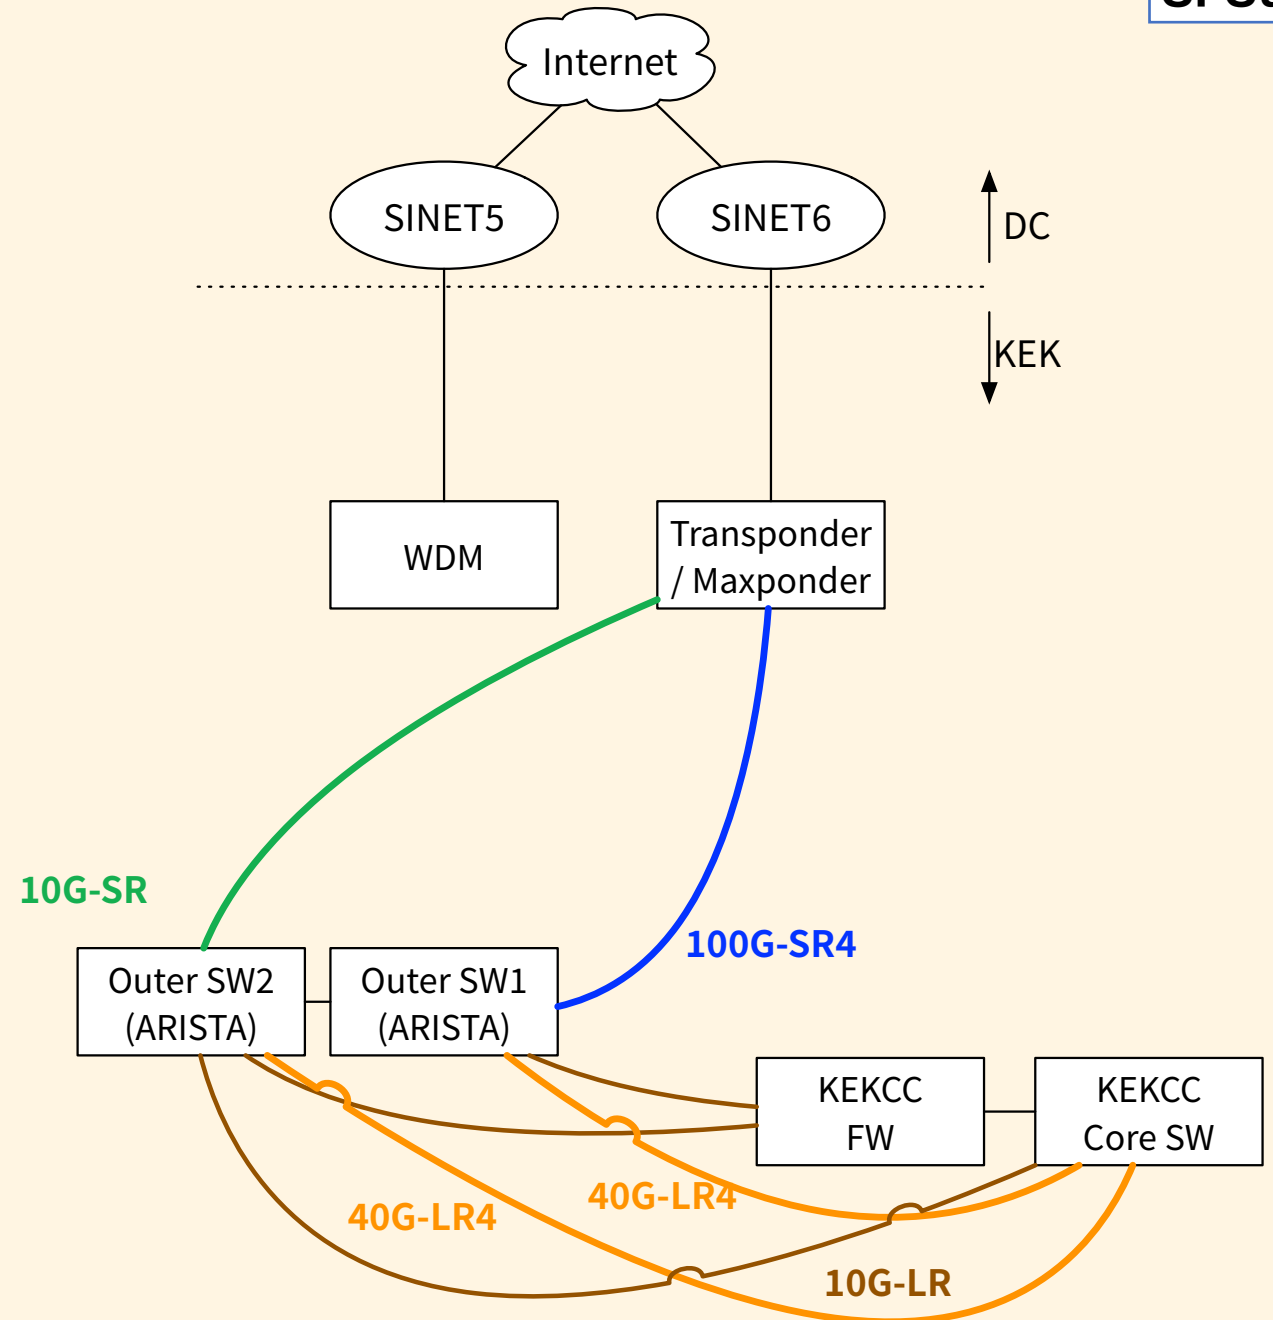 Internet
SINET5
SINET6
DC
KEK
WDM
Transponder
/ Maxponder
10G-SR
100G-SR4
Outer SW2
(ARISTA)
Outer SW1
(ARISTA)
KEKCC
FW
KEKCC
Core SW
40G-LR4
40G-LR4
10G-LR